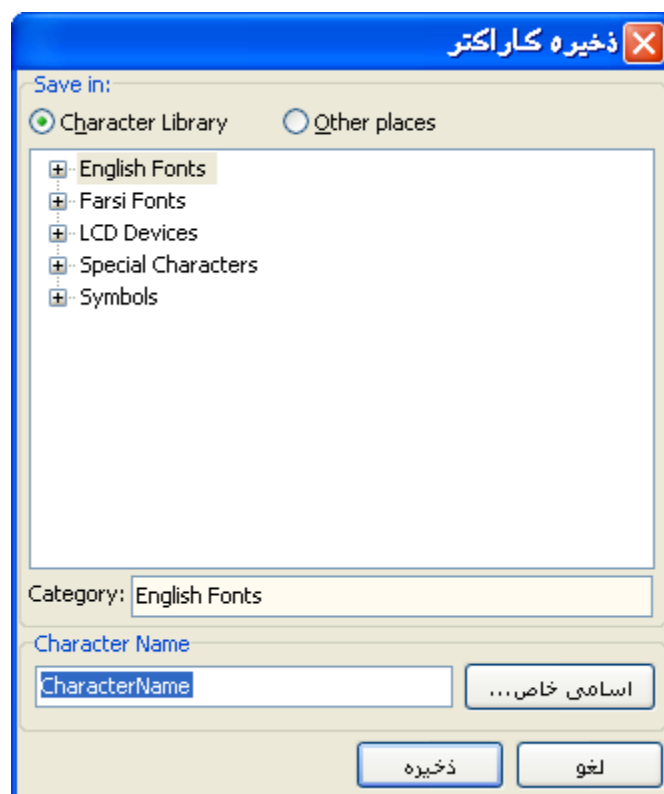 ذخیره کاراکتر
Save in:
Character Library
Other places
English Fonts
Farsi Fonts
LCD Devices
Special Characters
Symbols
Category: English Fonts
Character Name
CharacterName
اسامی خاص...
ذخیره
لغو